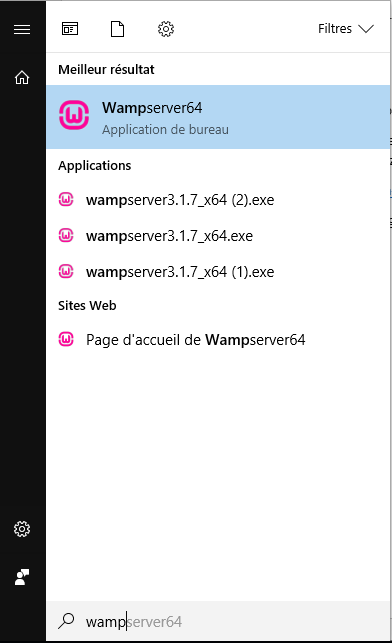 Filtres
Meilleur résultat
Wampserver64
Application de bureau
Applications
wampserver3.1.7_x64 (2).exe
wampserver3.1.7_x64.exe
wampserver3.1.7_x64 (1).exe
Sites Web
Page d'accueil de Wampserver64
wampserver64